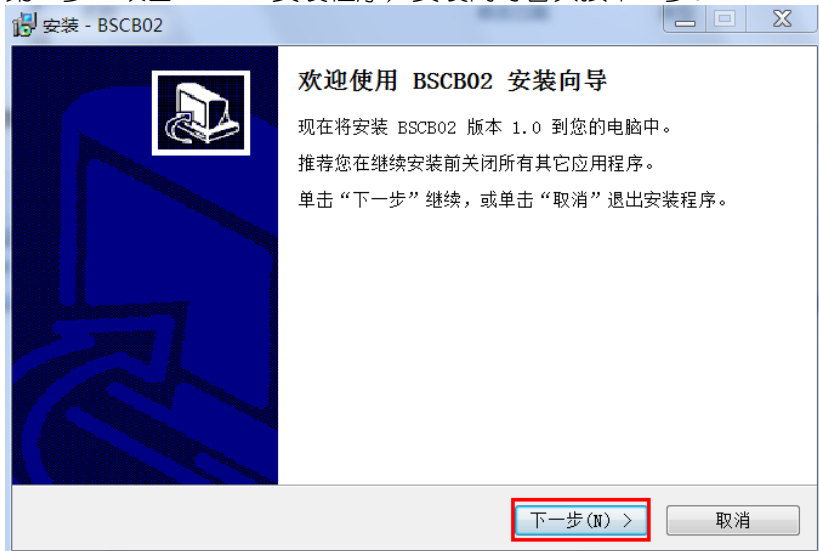 安装 - BSCB02
欢迎使用 BSCB02 安装向导
现在将安装 BSCB02 版本 1.0 到您的电脑中。
推荐您在继续安装前关闭所有其它应用程序。
单击“下一步”继续，或单击“取消”退出安装程序。
下一步(N) >
取消